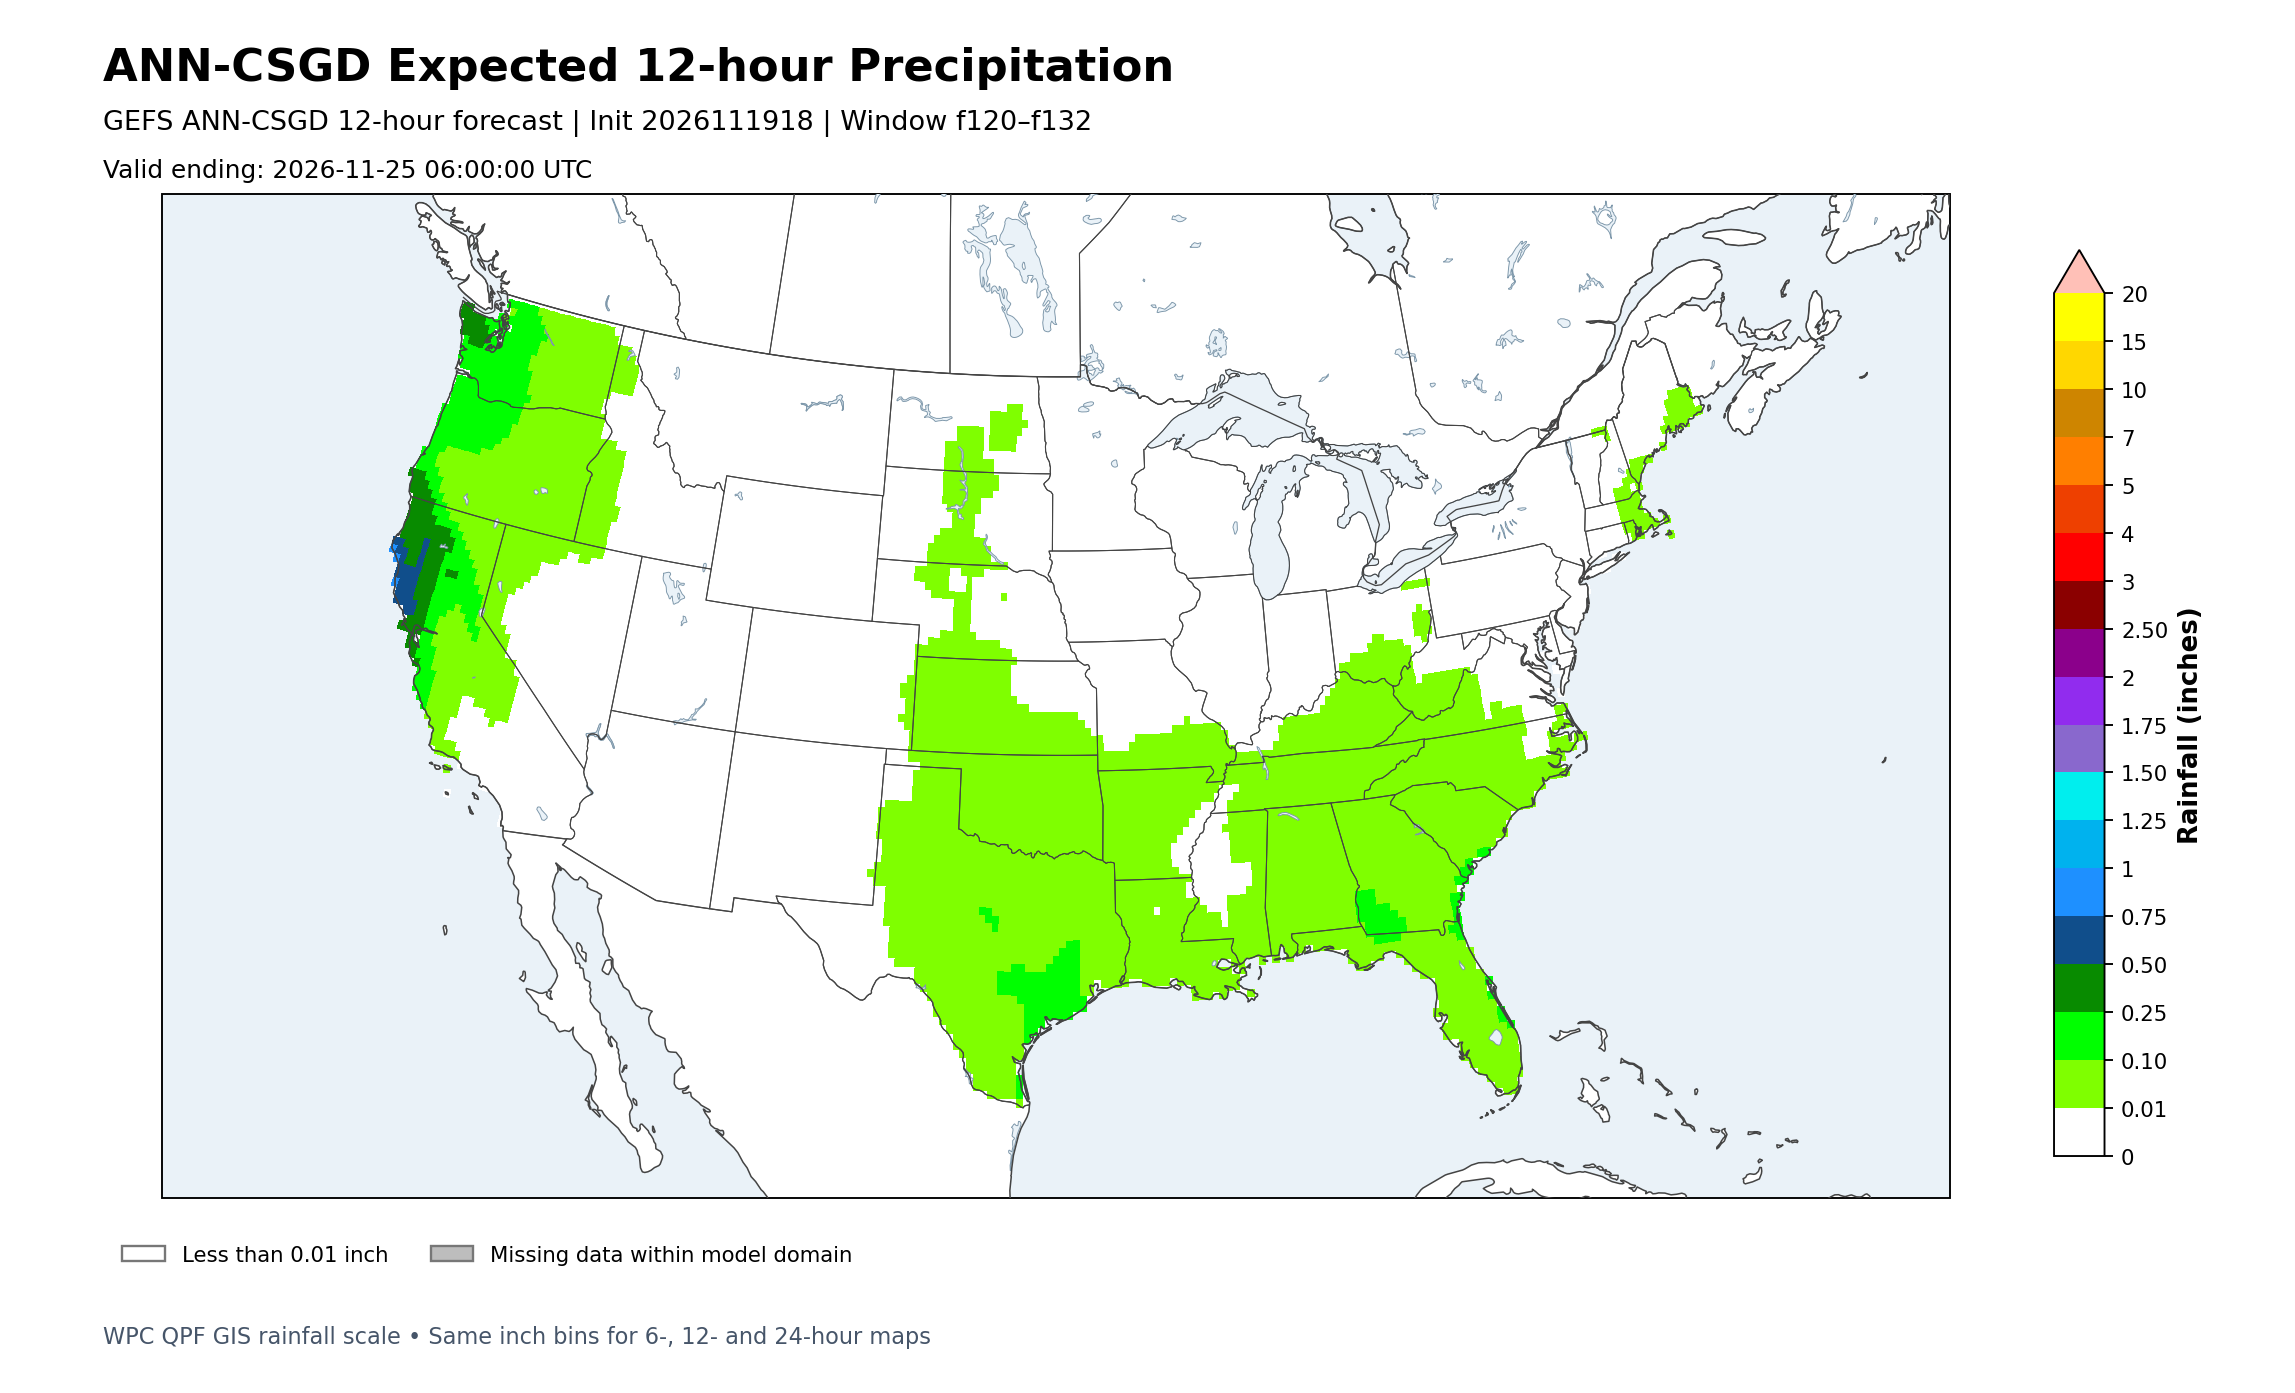 ANN-CSGD Expected 12-hour Precipitation
GEFS ANN-CSGD 12-hour forecast | Init 2026111918 | Window f120–f132
Valid ending: 2026-11-25 06:00:00 UTC
20
15
10
7
5
4
3
2.50
2
1.75
1.50
1.25
1
0.75
0.50
0.25
0.10
0.01
0
Rainfall (inches)
Less than 0.01 inch
Missing data within model domain
WPC QPF GIS rainfall scale • Same inch bins for 6-, 12- and 24-hour maps